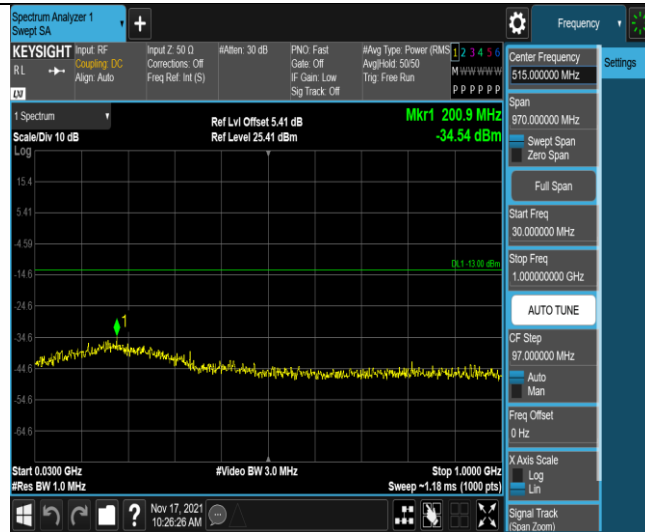 Spectrum Analyzer 1
Swept SA
Frequency
KEYSIGHT
RL
LXI
Input: RF
Coupling: DC
Align: Auto
Input Z: 50 Ω
Corrections: Off
Freq Ref: Int (S)
#Atten: 30 dB
PNO: Fast
Gate: Off
IF Gain: Low
Sig Track: Off
#Avg Type: Power (RMS
Avg|Hold: 50/50
Trig: Free Run
1 2 3 4 5 6
M W W W W W
P P P P P P
1 Spectrum
Scale/Div 10 dB
Ref Lvl Offset 5.41 dB
Ref Level 25.41 dBm
Mkr1 200.9 MHz
-34.54 dBm
Log
15.4
5.41
-4.59
-14.6
-24.6
-34.6
-44.6
-54.6
-64.6
DL1 -13.00 dBm
1
Start 0.0300 GHz
#Res BW 1.0 MHz
#Video BW 3.0 MHz
Stop 1.0000 GHz
Sweep ~1.18 ms (1000 pts)
Nov 17, 2021
10:26:26 AM
Center Frequency
515.000000 MHz
Settings
Span
970.000000 MHz
Swept Span
Zero Span
Full Span
Start Freq
30.000000 MHz
Stop Freq
1.000000000 GHz
AUTO TUNE
CF Step
97.000000 MHz
Auto
Man
Freq Offset
0 Hz
X Axis Scale
Log
Lin
Signal Track
(Span Zoom)